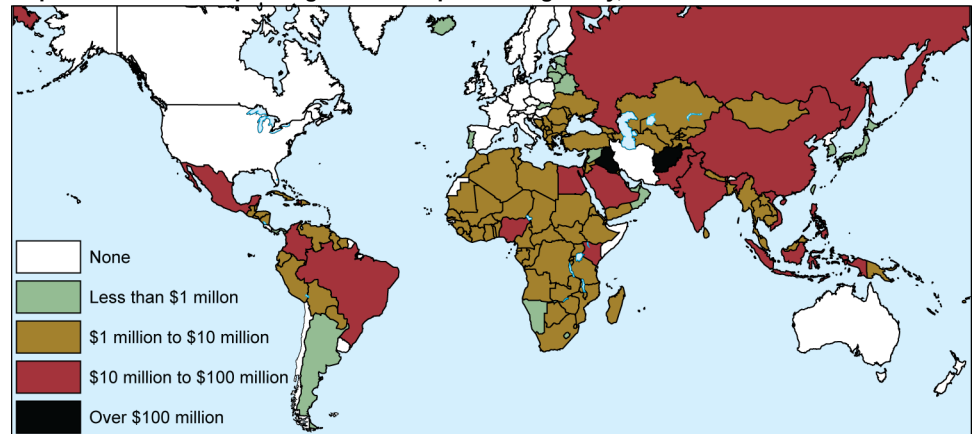 None
Less than $1 millon
$1 million to $10 million
$10 million to $100 million
Over $100 million